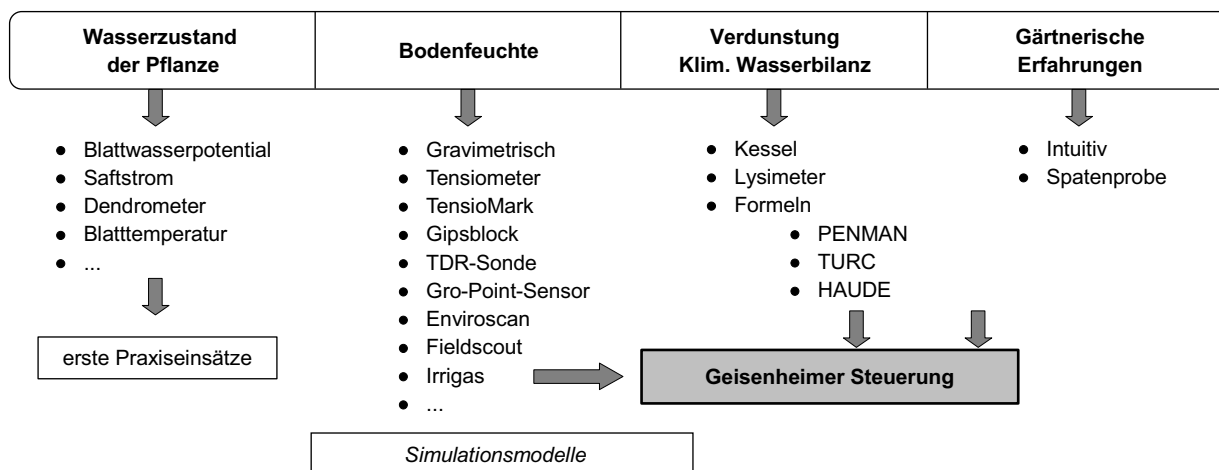 Wasserzustand
der Pflanze
Bodenfeuchte
Verdunstung
Klim. Wasserbilanz
Gärtnerische
Erfahrungen
● Blattwasserpotential
● Saftstrom
● Dendrometer
● Blatttemperatur
● ...
erste Praxiseinsätze
● Gravimetrisch
● Tensiometer
● TensioMark
● Gipsblock
● TDR-Sonde
● Gro-Point-Sensor
● Enviroscan
● Fieldscout
● Irrigas
● ...
Simulationsmodelle
● Kessel
● Lysimeter
● Formeln
● PENMAN
● TURC
● HAUDE
● Intuitiv
● Spatenprobe
Geisenheimer Steuerung